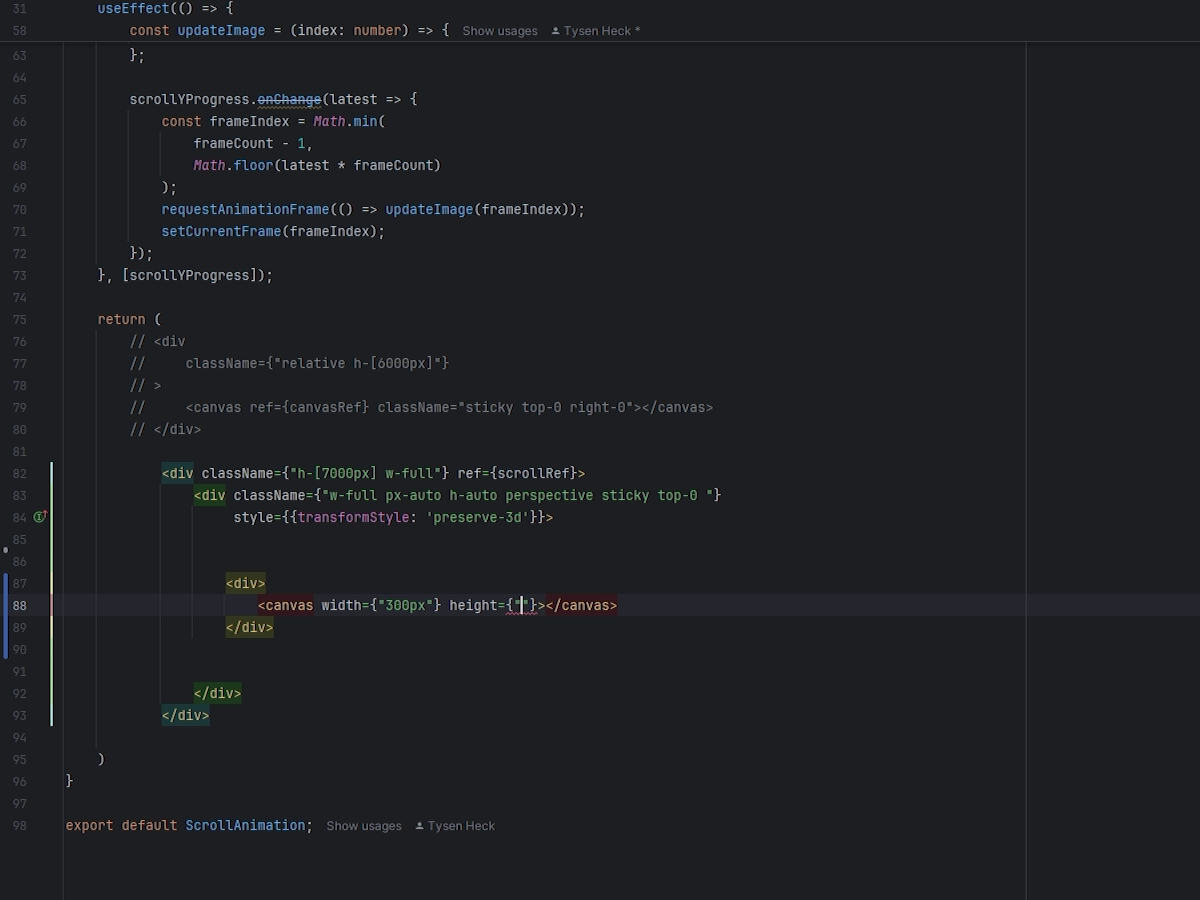 31 useEffect(() => {
58 const updateImage = (index: number) => { Show usages Tysen Heck *
63 };
64
65 scrollYProgress.onChange(latest => {
66 const frameIndex = Math.min(
67 frameCount - 1,
68 Math.floor(latest * frameCount)
69 );
70 requestAnimationFrame(() => updateImage(frameIndex));
71 setCurrentFrame(frameIndex);
72 });
73 }, [scrollYProgress]);
74
75 return (
76 // <div
77 // className={"relative h-[6000px]"}
78 // >
79 // <canvas ref={canvasRef} className="sticky top-0 right-0"></canvas>
80 // </div>
81
82 <div className={"h-[7000px] w-full"} ref={scrollRef}>
83 <div className={"w-full px-auto h-auto perspective sticky top-0 "}
84 style={{transformStyle: 'preserve-3d'}}>
85
86
87 <div>
88 <canvas width={"300px"} height={""}></canvas>
89 </div>
90
91
92 </div>
93 </div>
94
95 )
96 }
97
98 export default ScrollAnimation; Show usages Tysen Heck